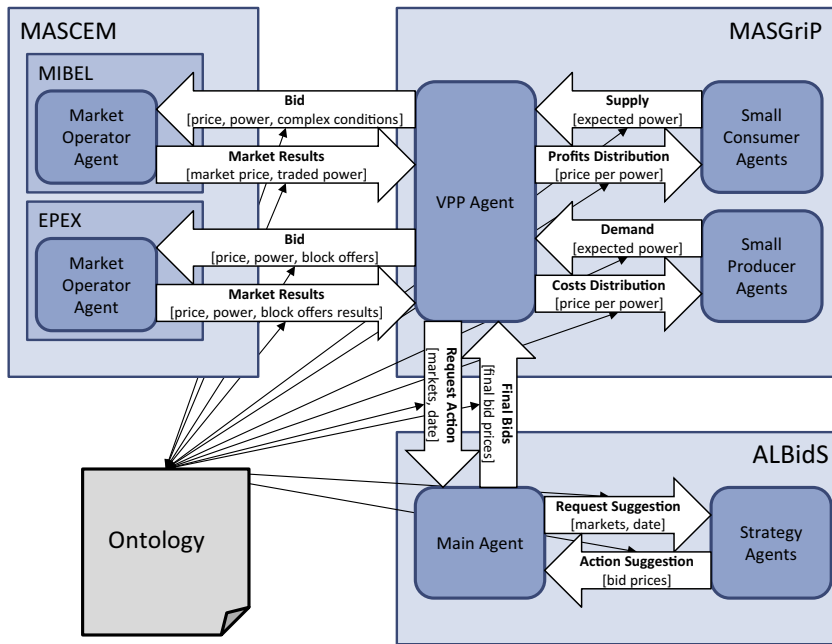 MASCEM
MASGriP
MIBEL
Market
Operator
Agent
Bid
[price, power, complex conditions]
Market Results
[market price, traded power]
EPEX
Market
Operator
Agent
Bid
[price, power, block offers]
Market Results
[price, power, block offers results]
VPP Agent
Supply
[expected power]
Profits Distribution
[price per power]
Small
Consumer
Agents
Demand
[expected power]
Costs Distribution
[price per power]
Small
Producer
Agents
Request Action
[markets, date]
Final Bids
[final bid prices]
Ontology
ALBidS
Main Agent
Request Suggestion
[markets, date]
Action Suggestion
[bid prices]
Strategy
Agents